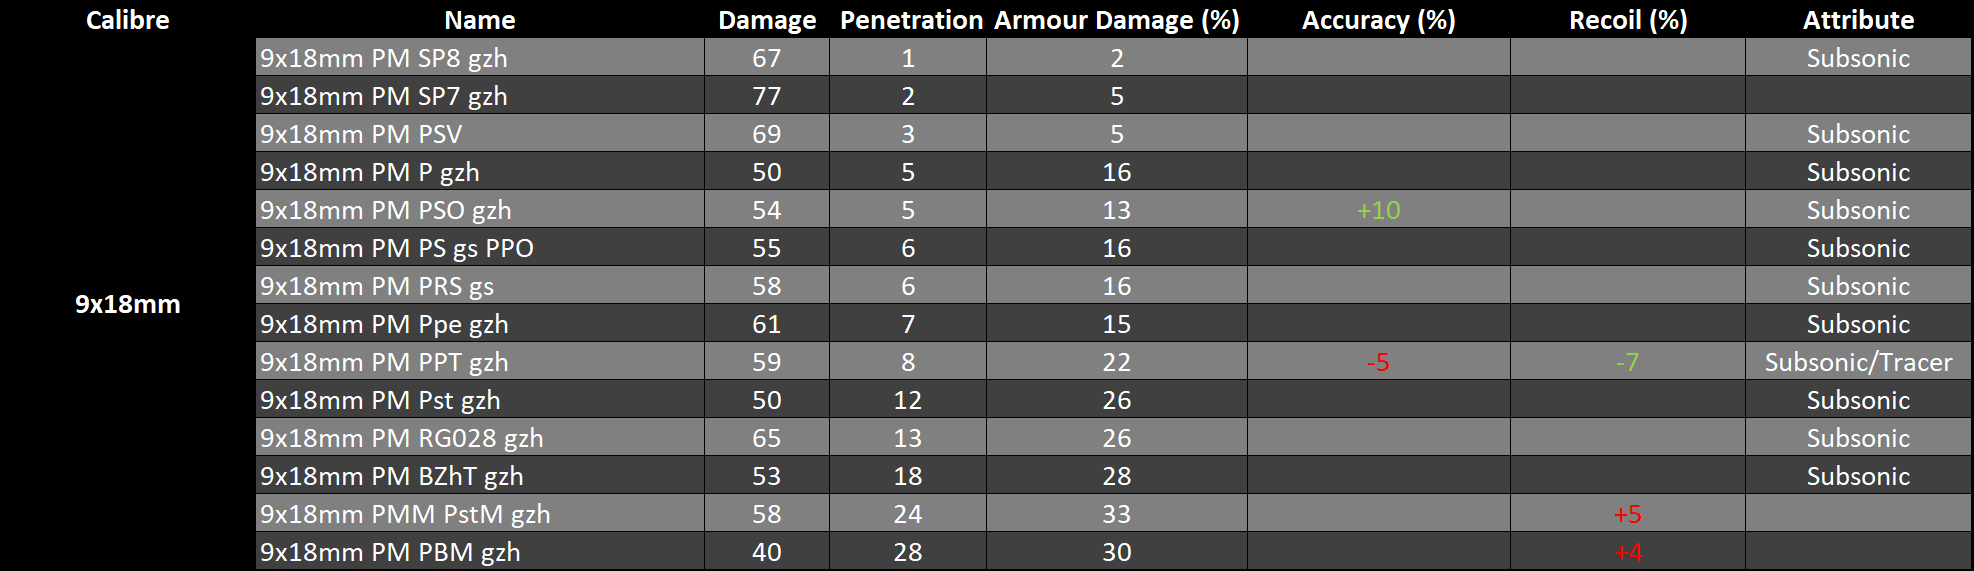 Calibre Name Damage Penetration Armour Damage (%) Accuracy (%) Recoil (%) Attribute
9x18mm PM SP8 gzh 67 1 2 Subsonic
9x18mm PM SP7 gzh 77 2 5
9x18mm PM PSV 69 3 5 Subsonic
9x18mm PM P gzh 50 5 16 Subsonic
9x18mm PM PSO gzh 54 5 13 +10 Subsonic
9x18mm PM PS gs PPO 55 6 16 Subsonic
9x18mm PM PRS gs 58 6 16 Subsonic
9x18mm
9x18mm PM Ppe gzh 61 7 15 Subsonic
9x18mm PM PPT gzh 59 8 22 -5 -7 Subsonic/Tracer
9x18mm PM Pst gzh 50 12 26 Subsonic
9x18mm PM RG028 gzh 65 13 26 Subsonic
9x18mm PM BZhT gzh 53 18 28 Subsonic
9x18mm PMM PstM gzh 58 24 33 +5
9x18mm PM PBM gzh 40 28 30 +4